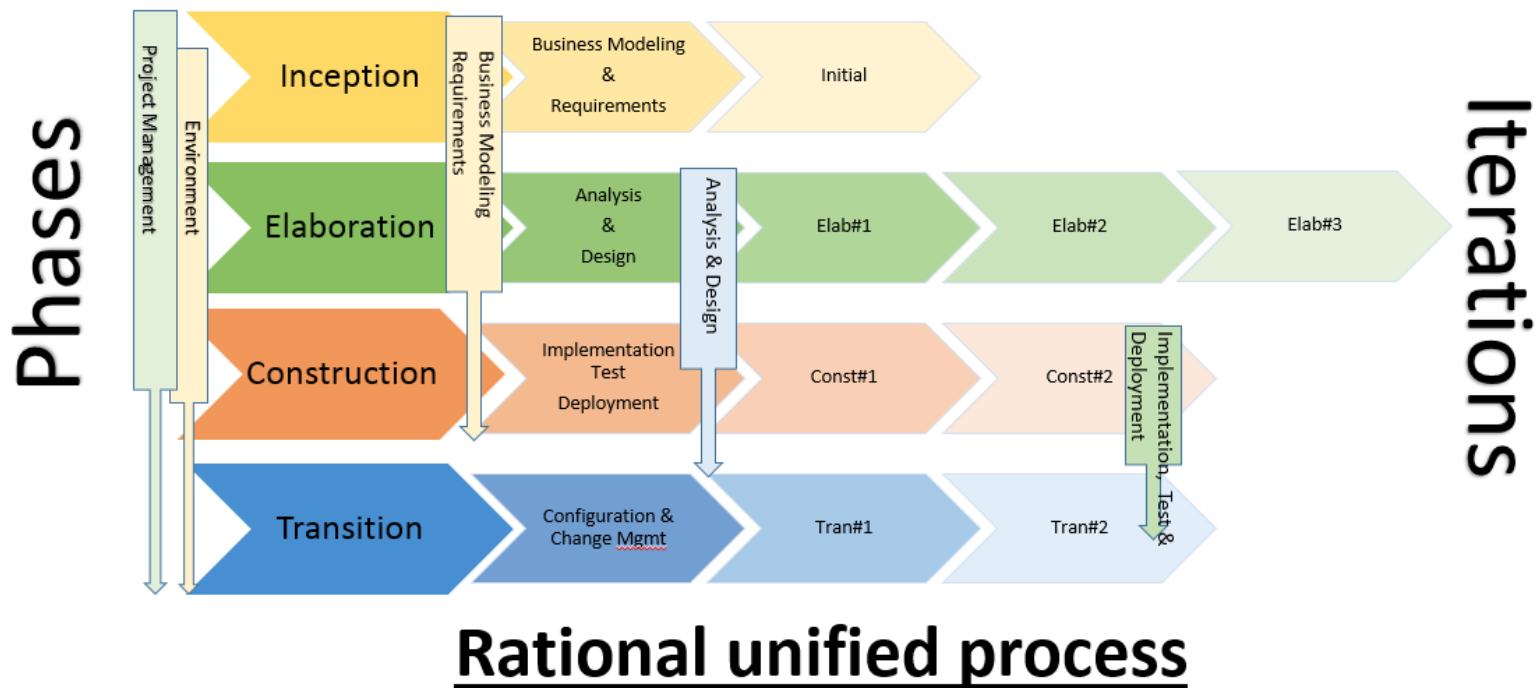 Phases
Project Management
Environment
Inception
Business Modeling
Requirements
Business Modeling
&
Requirements
Initial
Elaboration
Analysis
&
Design
Analysis & Design
Elab#1
Elab#2
Elab#3
Construction
Implementation
Test
Deployment
Const#1
Const#2
Implementation, Test &
Deployment
Transition
Configuration &
Change Mgmt
Tran#1
Tran#2
Iterations
Rational unified process